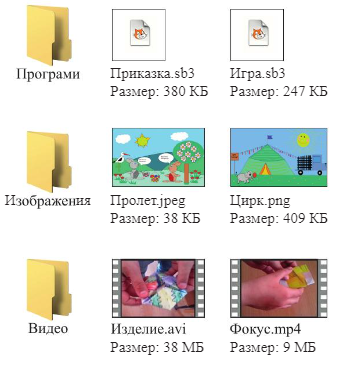 Програми
Приказка.sb3
Размер: 380 КБ
Игра.sb3
Размер: 247 КБ
Изображения
Пролет.jpeg
Размер: 38 КБ
Цирк.png
Размер: 409 КБ
Видео
Изделие.avi
Размер: 38 МБ
Фокус.mp4
Размер: 9 МБ